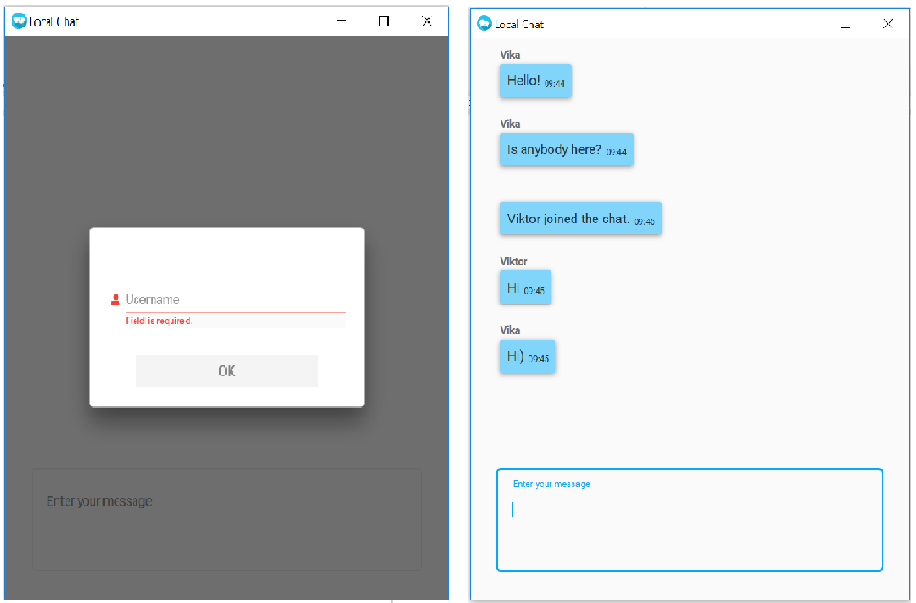 Local Chat
Username
Field is required.
OK
Enter your message
Local Chat
Vika
Hello! 09:44
Vika
Is anybody here? 09:44
Viktor joined the chat. 09:45
Viktor
Hi 09:45
Vika
Hi) 09:45
Enter your message